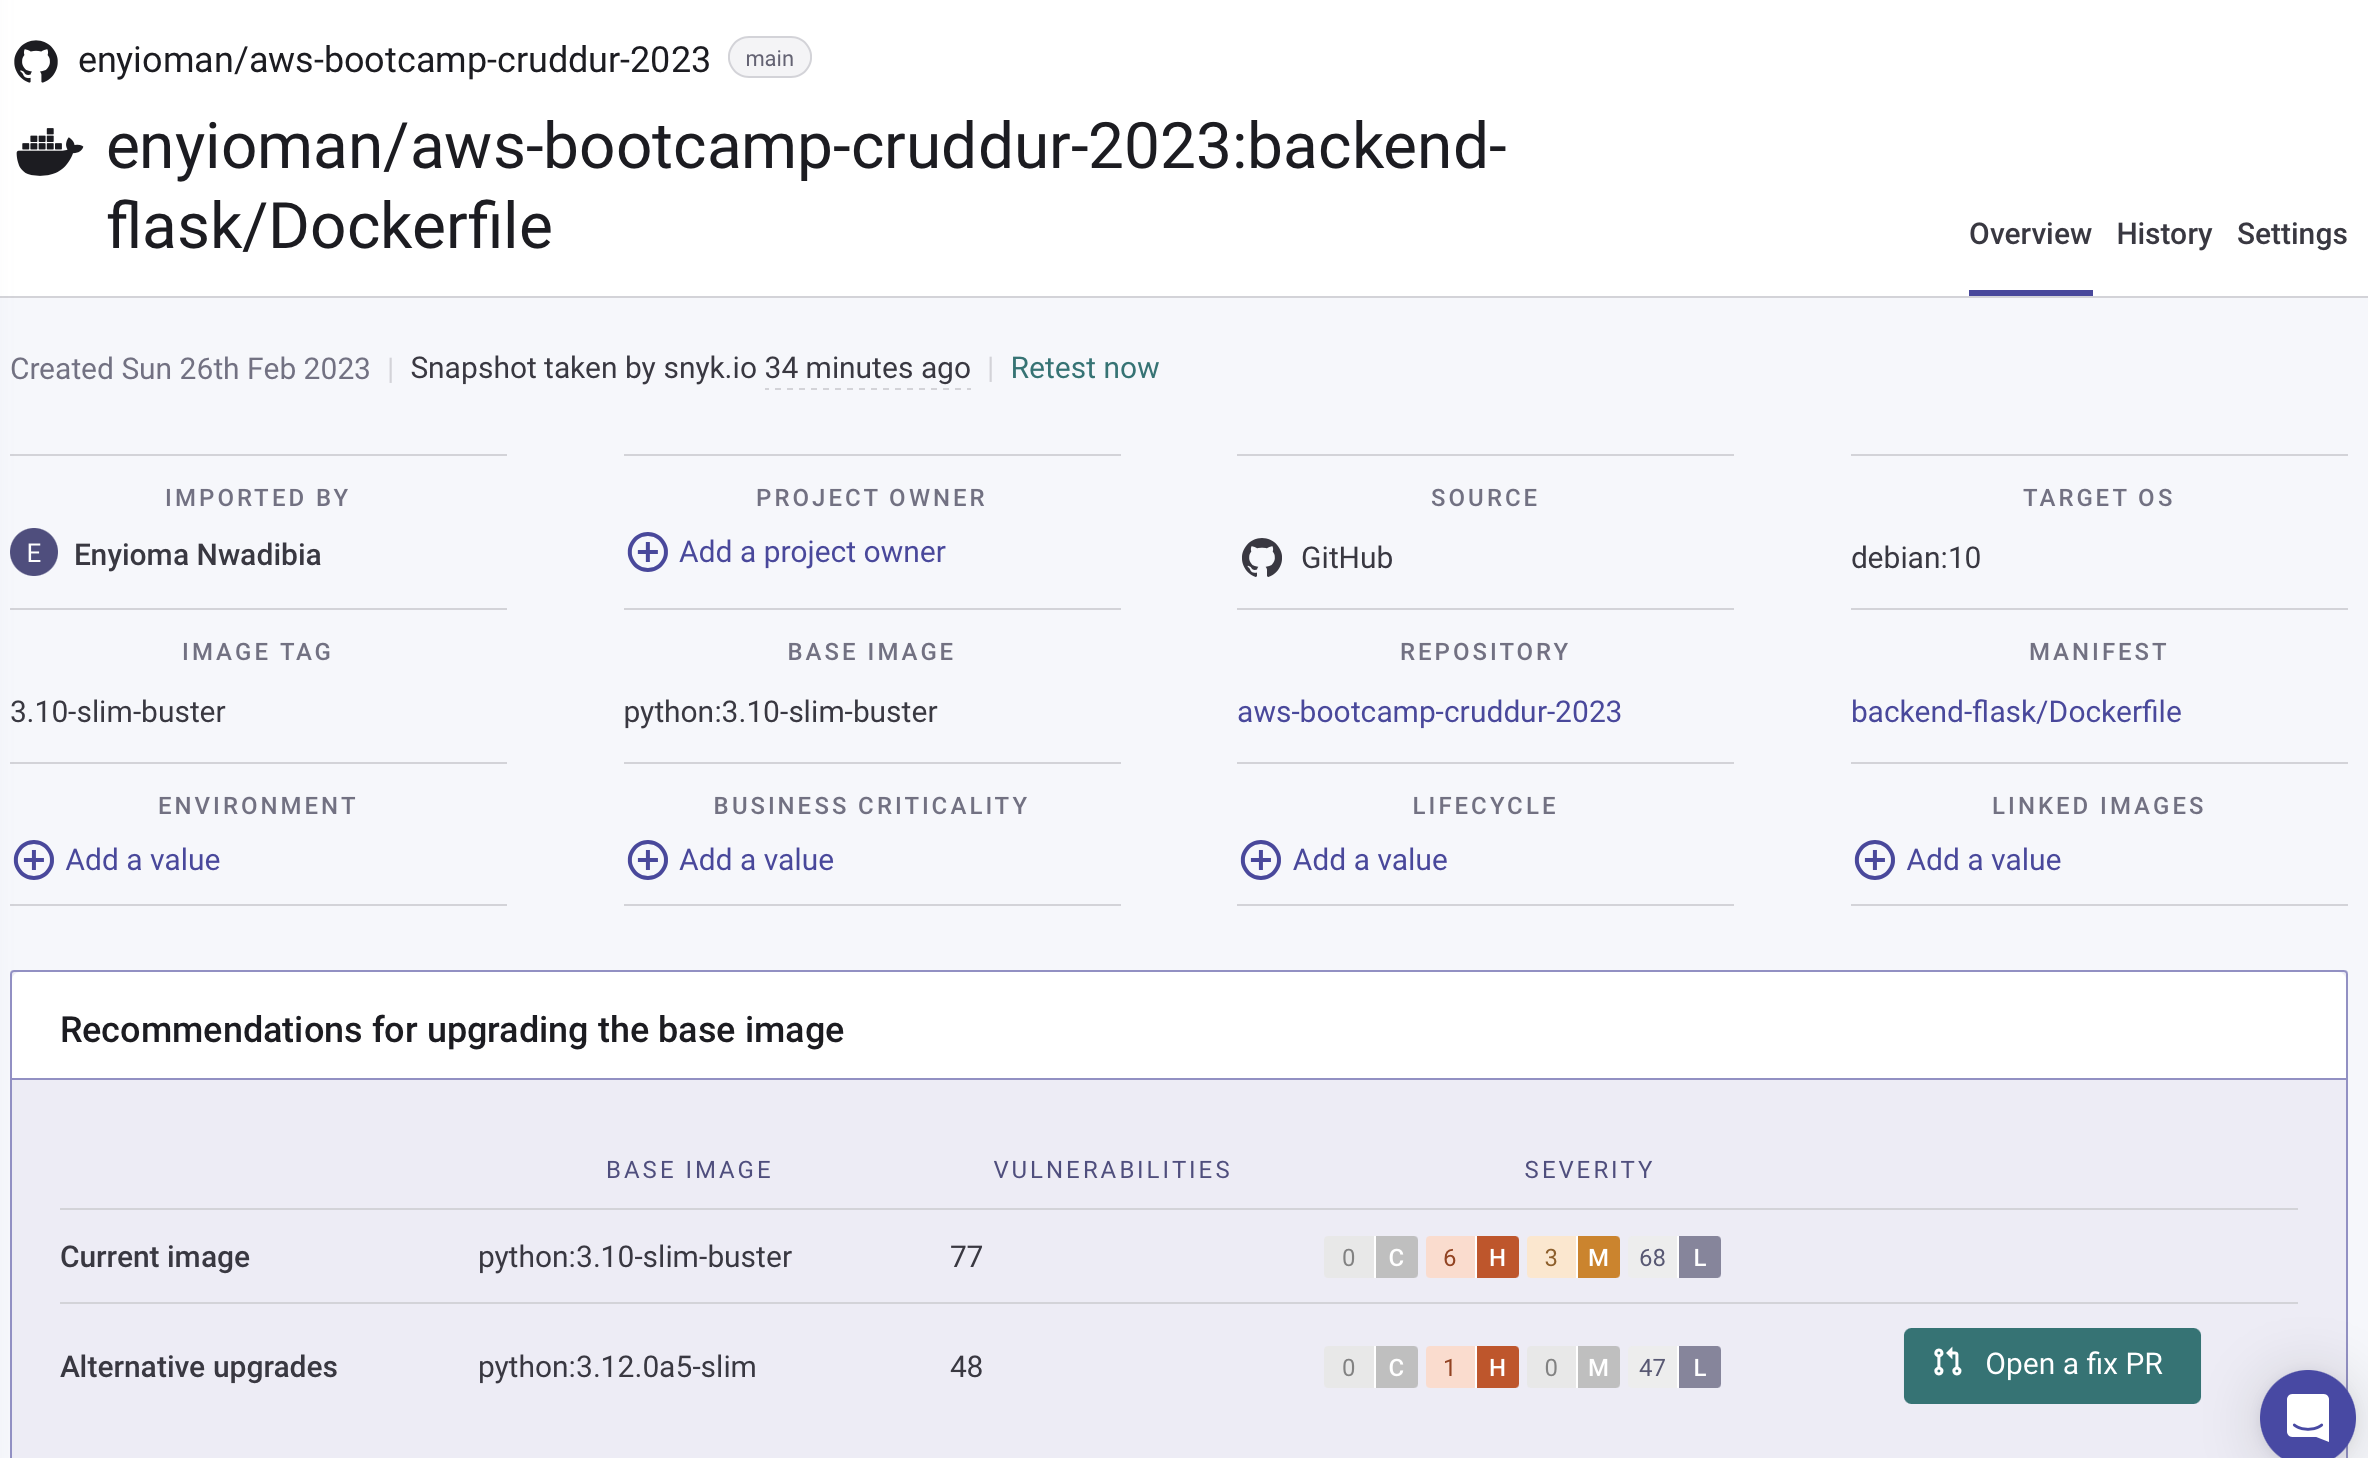 enyioman/aws-bootcamp-cruddur-2023 main
enyioman/aws-bootcamp-cruddur-2023:backend-
flask/Dockerfile
Overview History Settings
Created Sun 26th Feb 2023 | Snapshot taken by snyk.io 34 minutes ago | Retest now
IMPORTED BY PROJECT OWNER SOURCE TARGET OS
E Enyioma Nwadibia Add a project owner GitHub debian:10
IMAGE TAG BASE IMAGE REPOSITORY MANIFEST
3.10-slim-buster python:3.10-slim-buster aws-bootcamp-cruddur-2023 backend-flask/Dockerfile
ENVIRONMENT BUSINESS CRITICALITY LIFECYCLE LINKED IMAGES
Add a value Add a value Add a value Add a value
Recommendations for upgrading the base image
BASE IMAGE VULNERABILITIES SEVERITY
Current image python:3.10-slim-buster 77 0 C 6 H 3 M 68 L
Alternative upgrades python:3.12.0a5-slim 48 0 C 1 H 0 M 47 L Open a fix PR